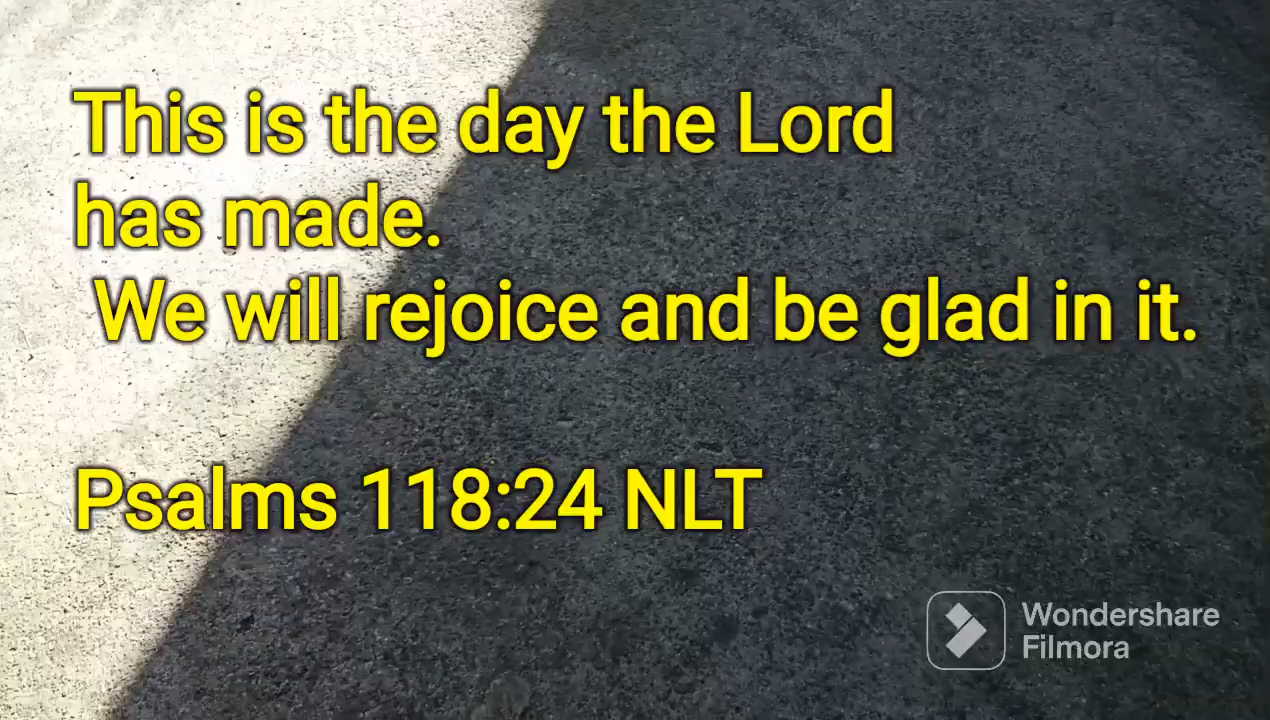 This is the day the Lord
has made.
We will rejoice and be glad in it.
Psalms 118:24 NLT
Wondershare
Filmora